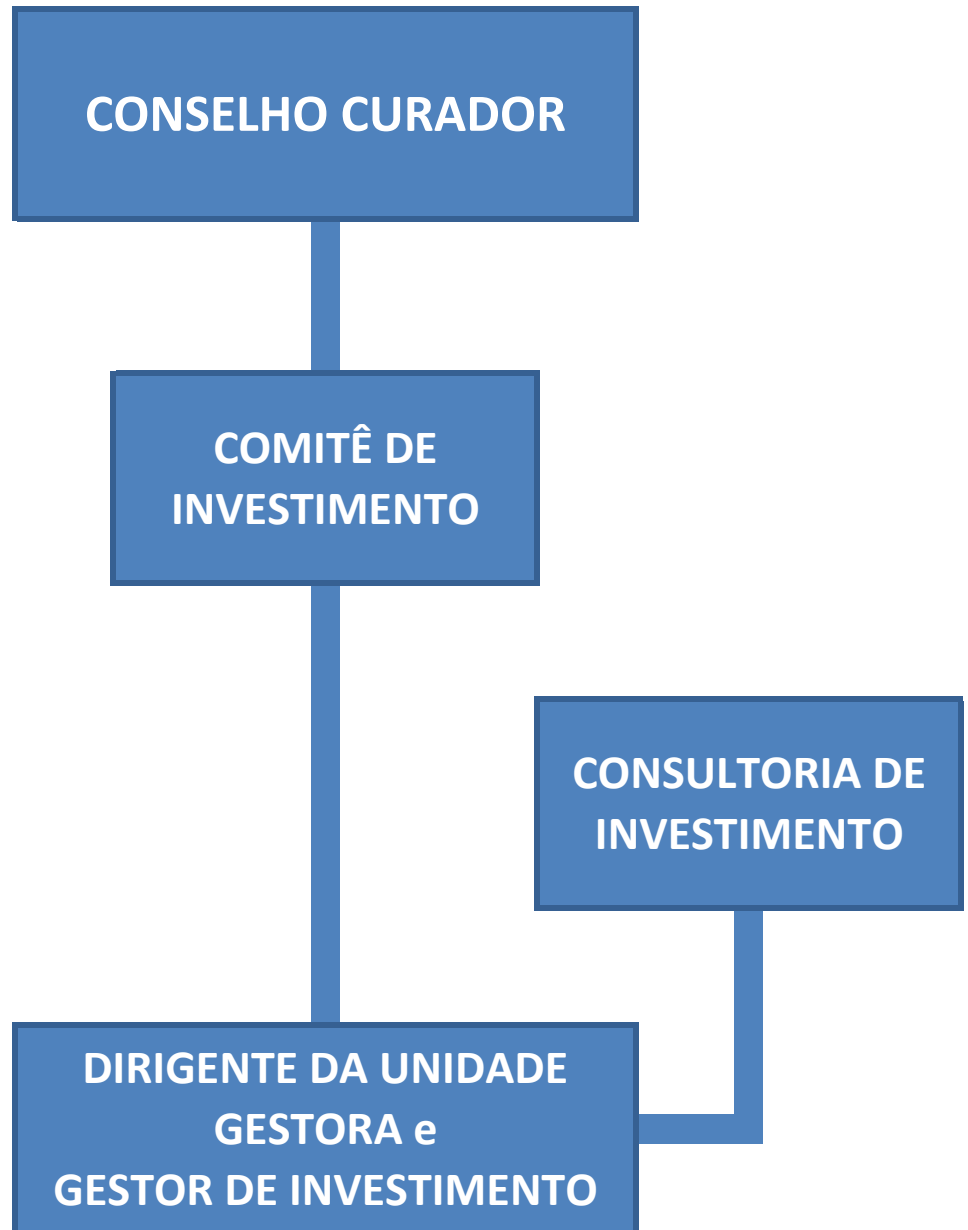 CONSELHO CURADOR
COMITÊ DE
INVESTIMENTO
CONSULTORIA DE
INVESTIMENTO
DIRIGENTE DA UNIDADE
GESTORA e
GESTOR DE INVESTIMENTO